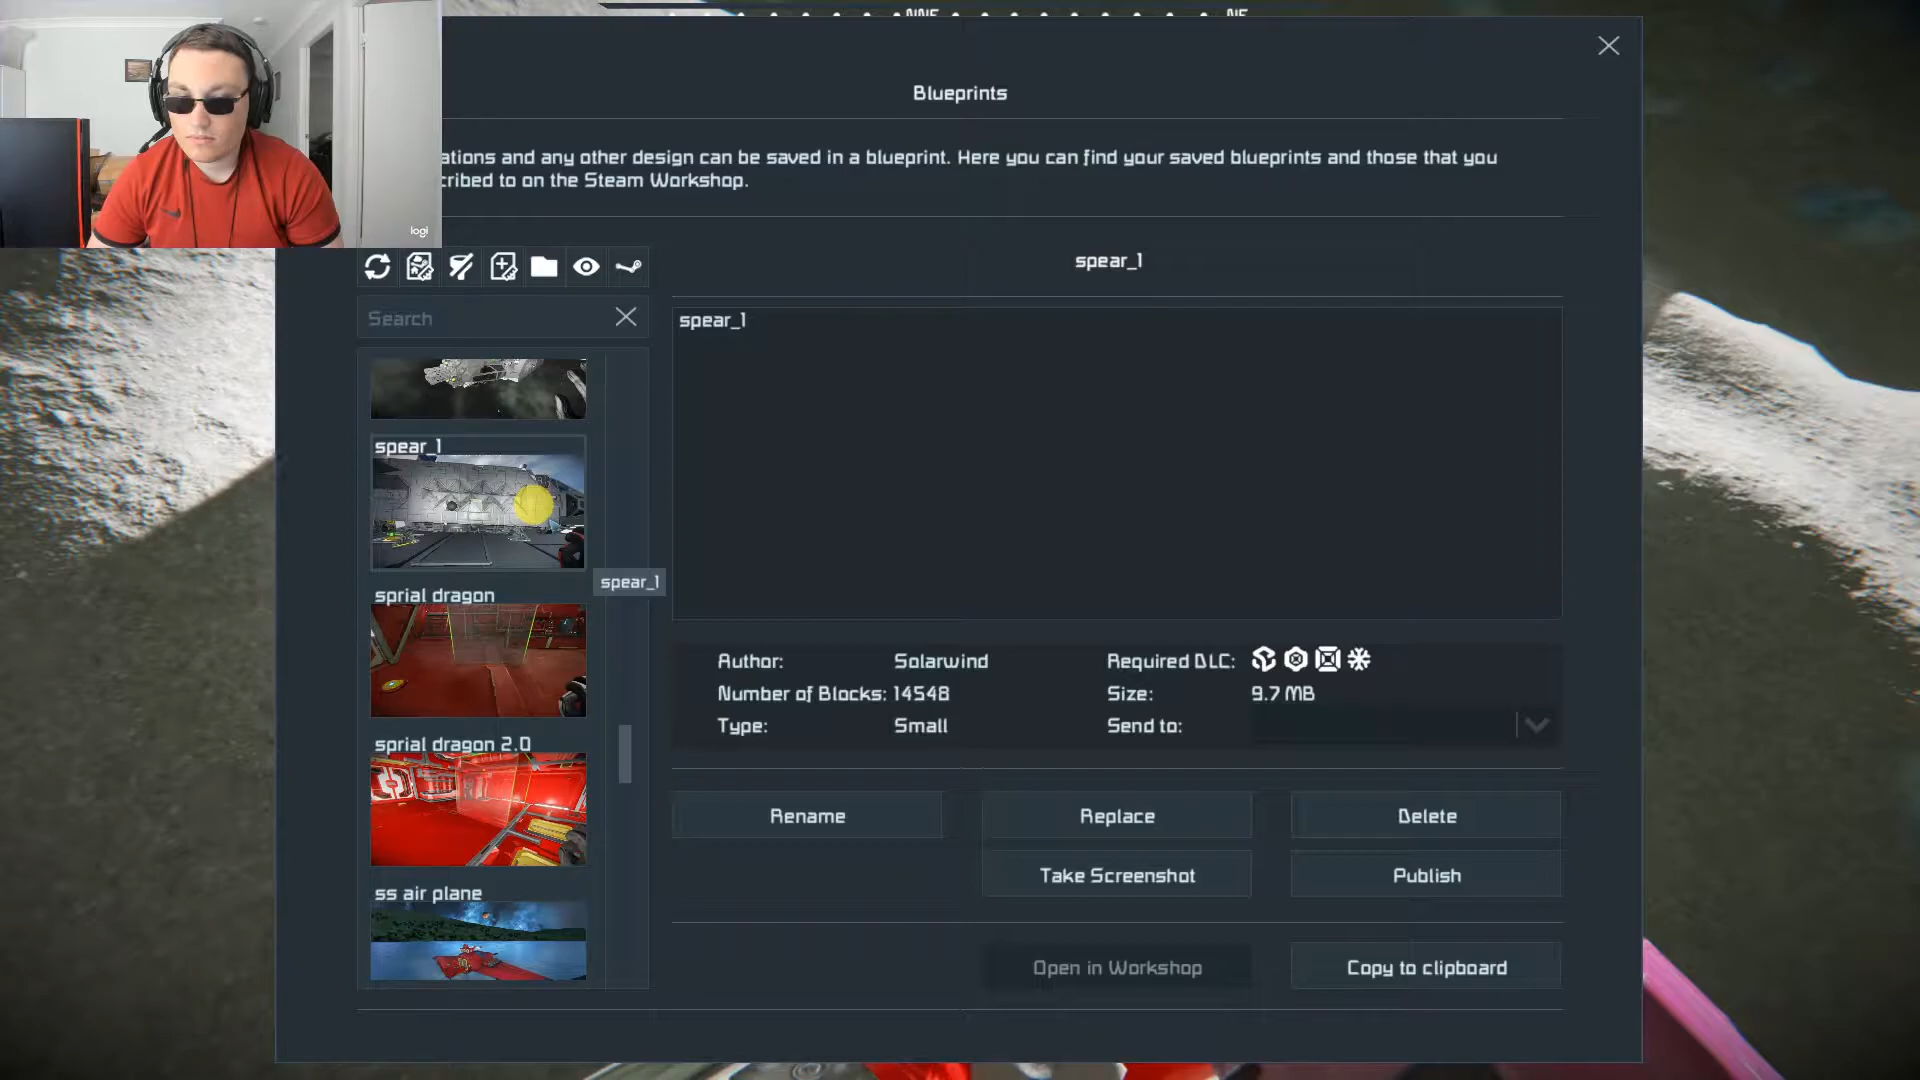 NNE
NE
Blueprints
ations and any other design can be saved in a blueprint. Here you can find your saved blueprints and those that you
cribed to on the Steam Workshop.
logi
spear_1
Search
spear_1
spear_1
spear_1
sprial dragon
sprial dragon 2.0
ss air plane
Author: Solarwind Required DLC:
Number of Blocks: 14548 Size: 9.7 MB
Type: Small Send to:
Rename Replace Delete
Take Screenshot Publish
Open in Workshop Copy to clipboard